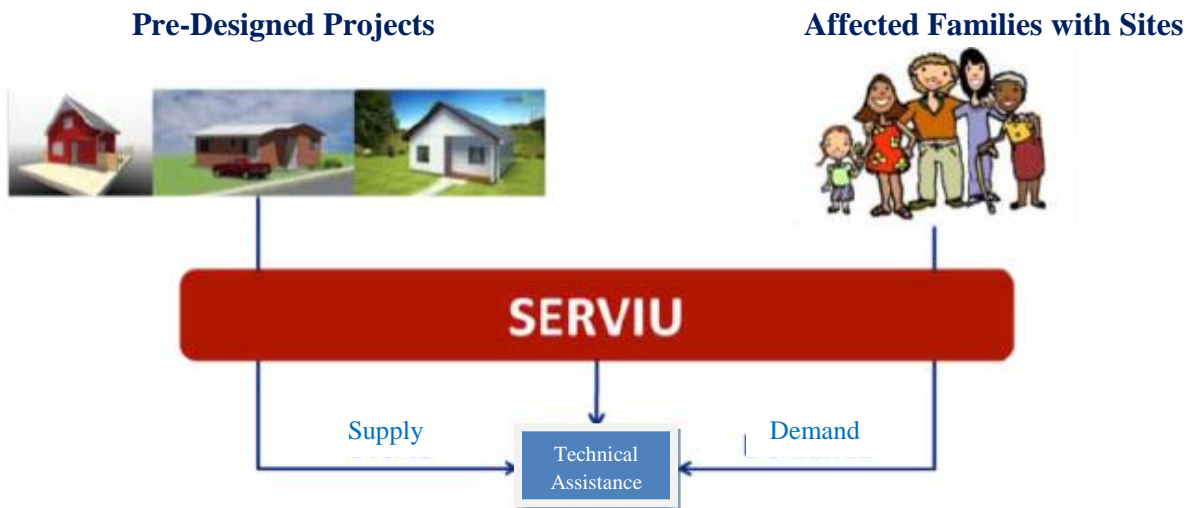 Pre-Designed Projects
Affected Families with Sites
SERVIU
Supply
Demand
Technical
Assistance